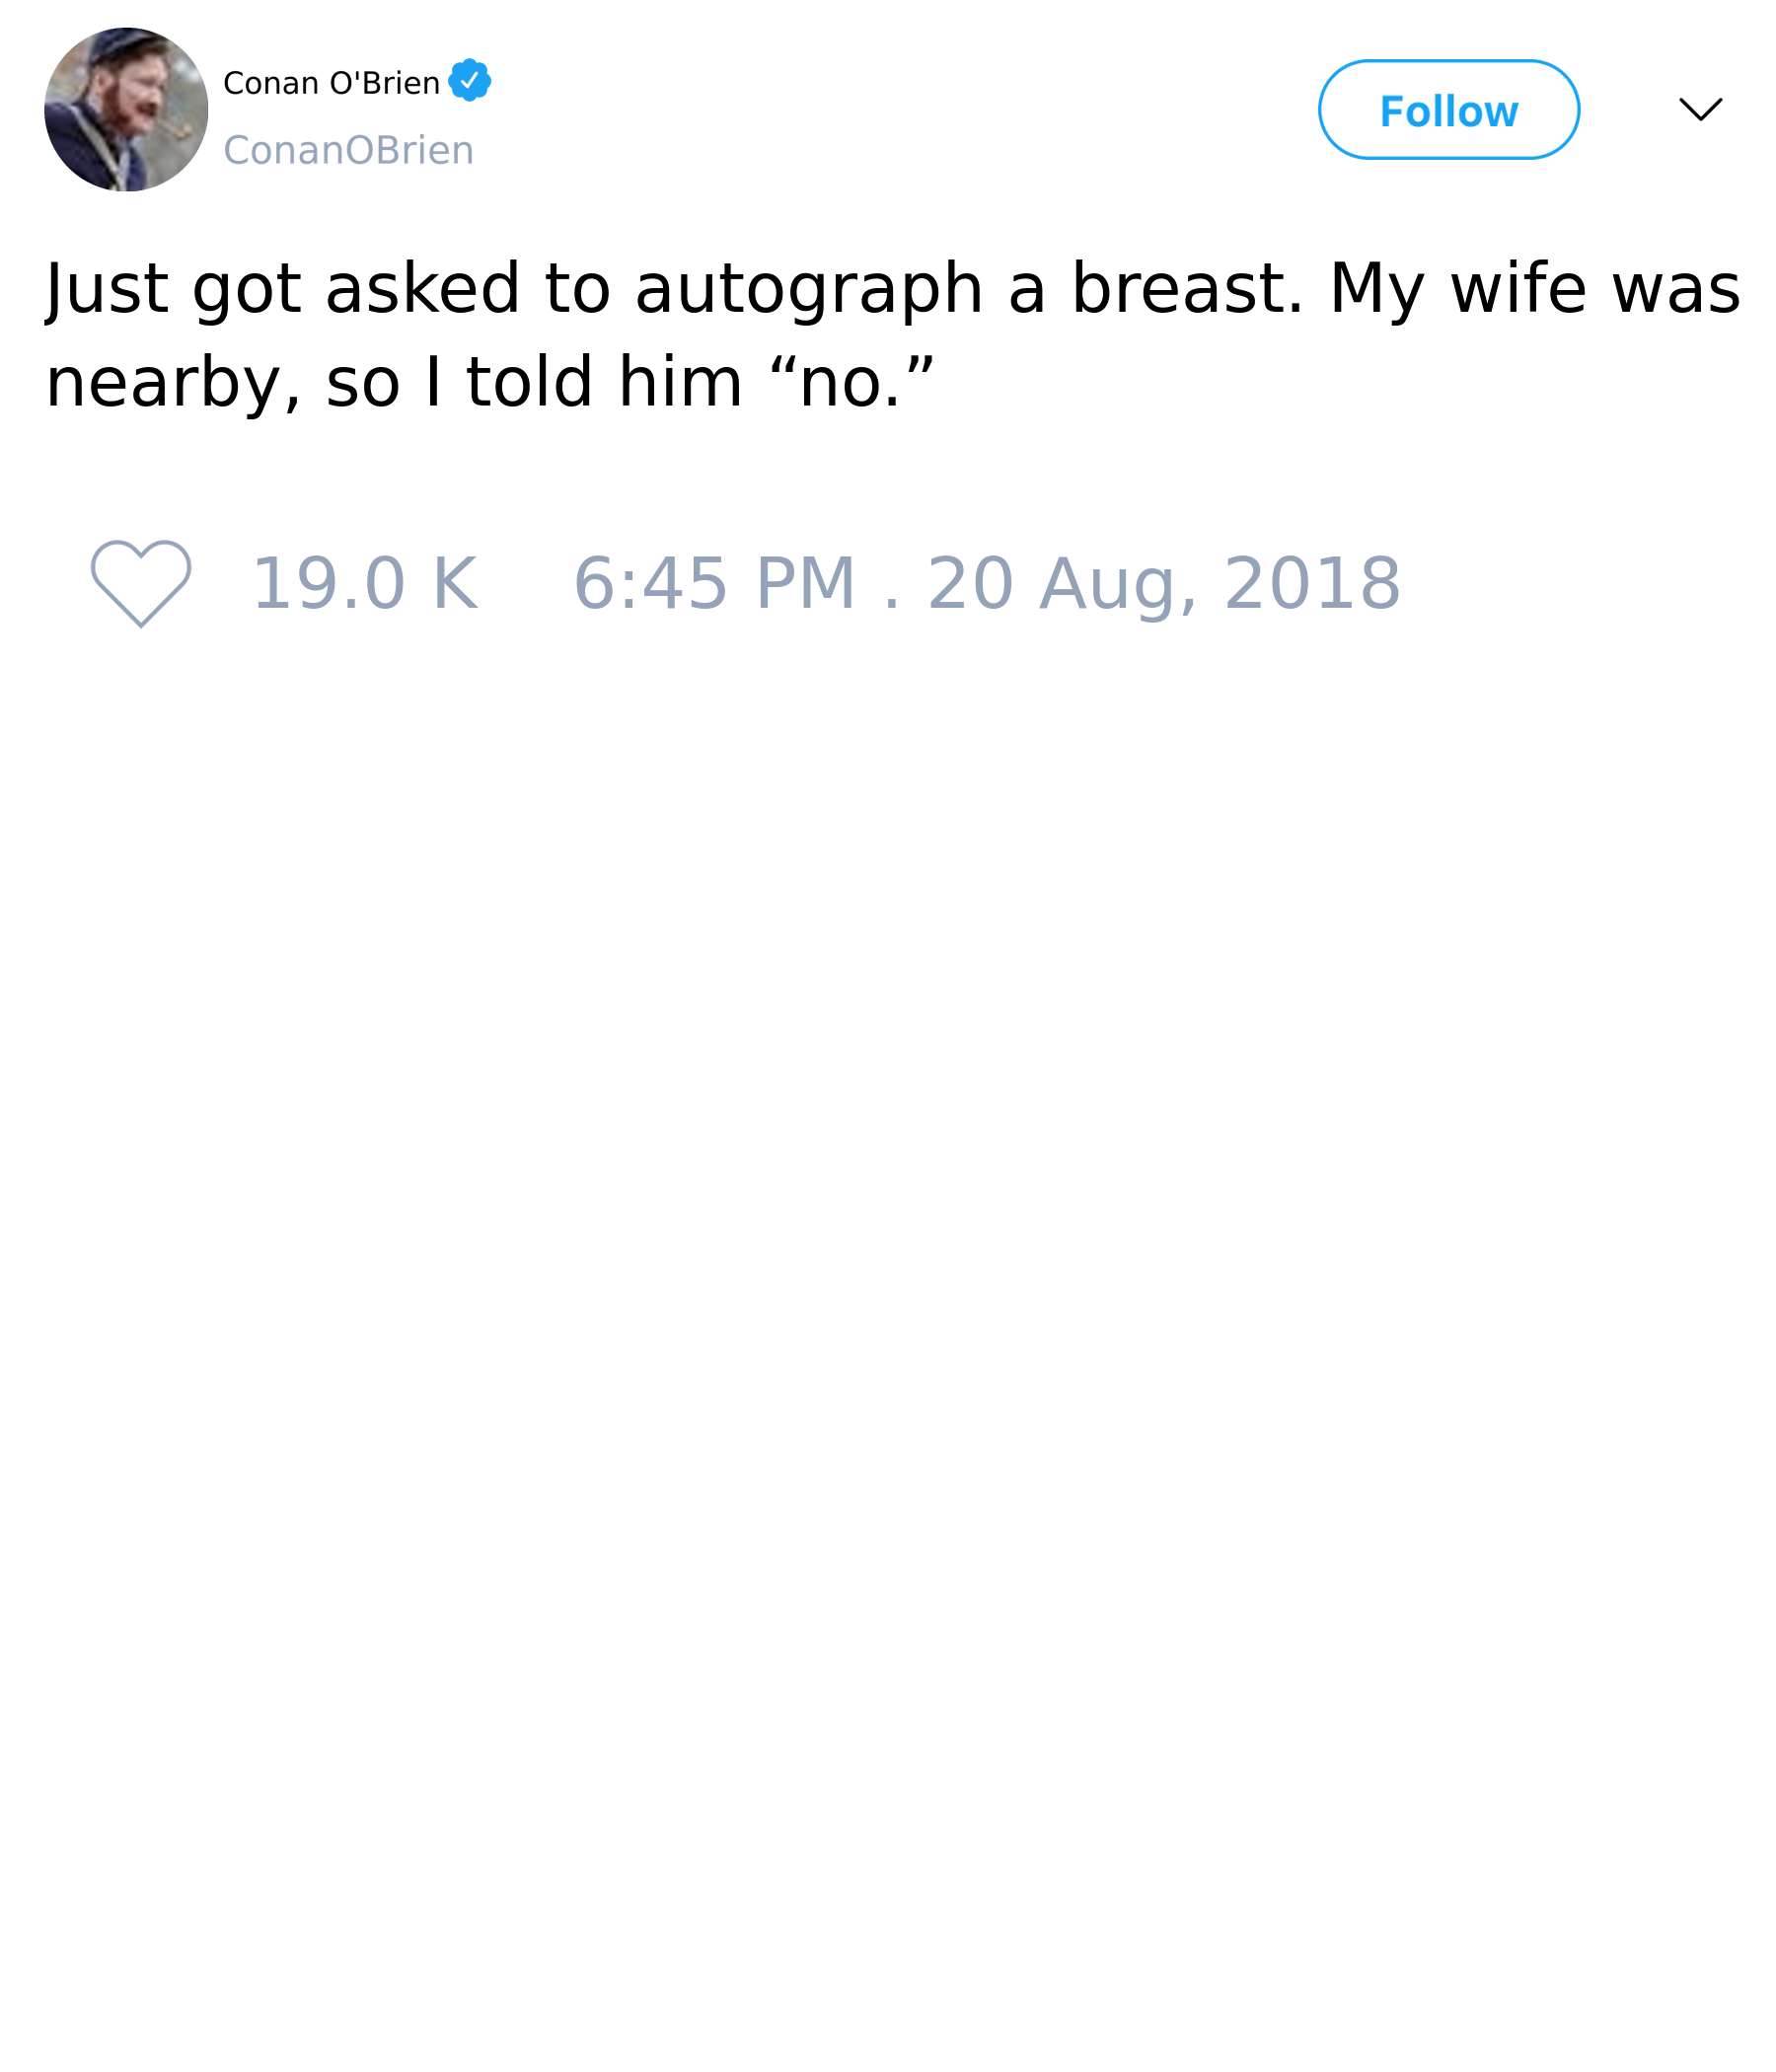 Conan O'Brien
ConanOBrien
Follow
Just got asked to autograph a breast. My wife was
nearby, so I told him “no.”
19.0 K 6:45 PM . 20 Aug, 2018